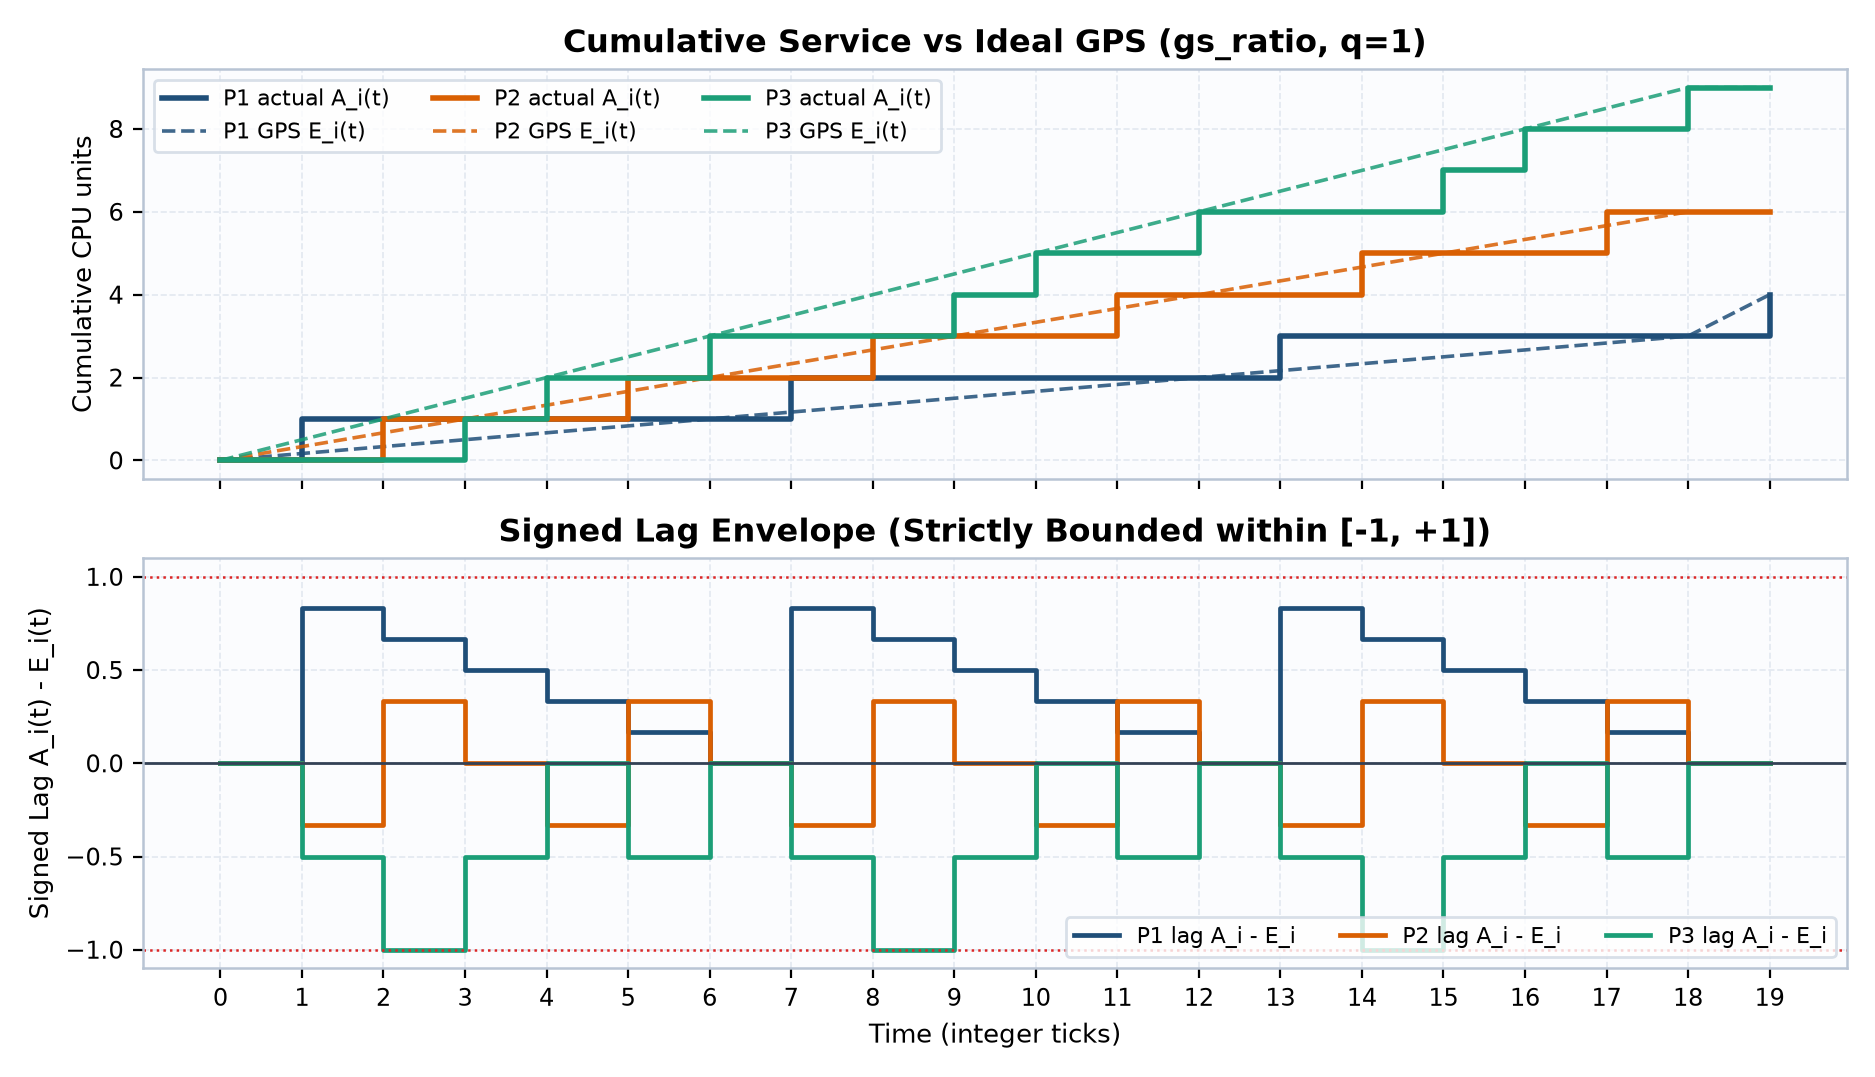 Cumulative Service vs Ideal GPS (gs_ratio, q=1)
P1 actual A_i(t) P2 actual A_i(t) P3 actual A_i(t)
P1 GPS E_i(t) P2 GPS E_i(t) P3 GPS E_i(t)
Cumulative CPU units
8
6
4
2
0
Signed Lag Envelope (Strictly Bounded within [-1, +1])
Signed Lag A_i(t) - E_i(t)
1.0
0.5
0.0
−0.5
−1.0
P1 lag A_i - E_i P2 lag A_i - E_i P3 lag A_i - E_i
0 1 2 3 4 5 6 7 8 9 10 11 12 13 14 15 16 17 18 19
Time (integer ticks)